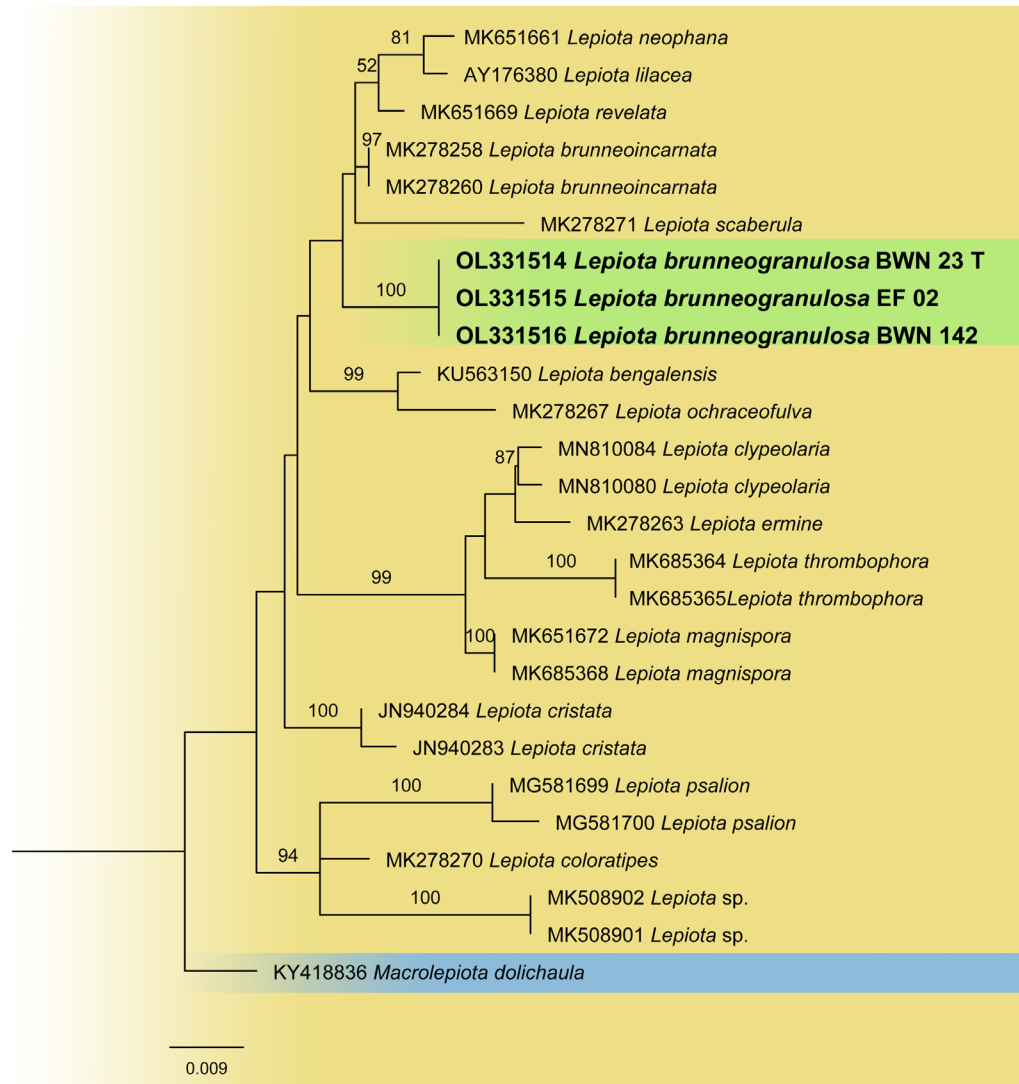 81
MK651661 Lepiota neophana
52
AY176380 Lepiota lilacea
MK651669 Lepiota revelata
97
MK278258 Lepiota brunneoincarnata
MK278260 Lepiota brunneoincarnata
MK278271 Lepiota scaberula
OL331514 Lepiota brunneogranulosa BWN 23 T
100
OL331515 Lepiota brunneogranulosa EF 02
OL331516 Lepiota brunneogranulosa BWN 142
99
KU563150 Lepiota bengalensis
MK278267 Lepiota ochraceofulva
MN810084 Lepiota clypeolaria
87
MN810080 Lepiota clypeolaria
MK278263 Lepiota ermine
100
MK685364 Lepiota thrombophora
99
MK685365Lepiota thrombophora
100
MK651672 Lepiota magnispora
MK685368 Lepiota magnispora
100
JN940284 Lepiota cristata
JN940283 Lepiota cristata
100
MG581699 Lepiota psalion
MG581700 Lepiota psalion
94
MK278270 Lepiota coloratipes
100
MK508902 Lepiota sp.
MK508901 Lepiota sp.
KY418836 Macrolepiota dolichaula
0.009